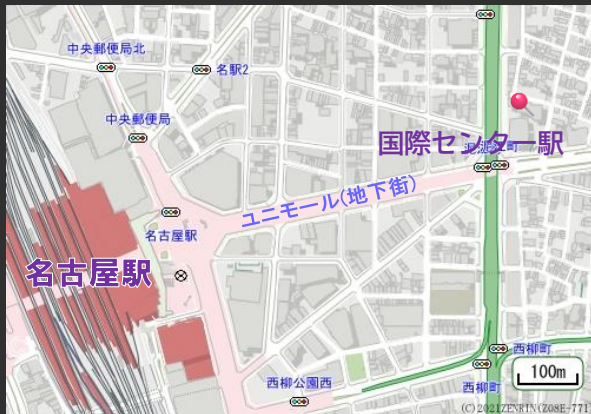 中央郵便局北
名駅2
中央郵便局
国際センター駅
ユニモール(地下街)
名古屋駅
名古屋駅
西柳町
西柳公園西
西柳町
100m
(C)2021ZENRIN(Z08E-771)